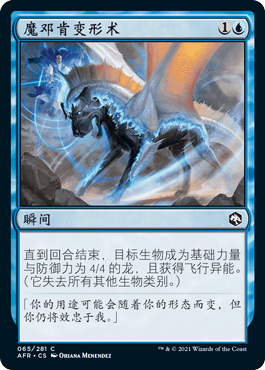 魔邓肯变形术 1
瞬间
直到回合结束，目标生物成为基础力量
与防御力为 4/4 的龙，且获得飞行异能。
（它失去所有其他生物类别。）
「你的用途可能会随着你的形态而变，但
你仍将效忠于我。」
065/281 C
AFR • CS ORIANA MENENDEZ
™ & © 2021 Wizards of the Coast